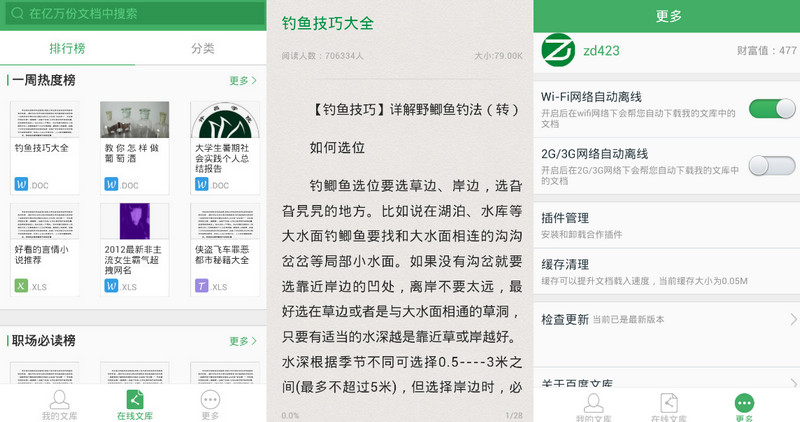 在亿万份文档中搜索
排行榜
分类
一周热度榜
更多
钓鱼技巧大全
W .DOC
教你怎样做
葡萄酒
W .DOC
大学生暑期社
会实践个人总
结报告
W .DOC
好看的言情小
说推荐
X .XLS
2012最新非主
流女生霸气超
拽网名
W .XLS
侠盗飞车罪恶
都市秘籍大全
T .XLS
职场必读榜
更多
我的文库
在线文库
更多
钓鱼技巧大全
阅读人数：706334人
大小:79.00K
【钓鱼技巧】详解野鲫鱼钓法（转）
如何选位
钓鲫鱼选位要选草边、岸边，选旮
旮旯旯的地方。比如说在湖泊、水库等
大水面钓鲫鱼要找和大水面相连的沟沟
岔岔等局部小水面。如果没有沟岔就要
选靠近岸边的凹处，离岸不要太远，最
好选在草边或者是与大水面相通的草洞，
只要有适当的水深越是靠近草或岸越好。
水深根据季节不同可选择0.5----3米之
间(最多不超过5米)，但选择岸边时，必
0.0%
1/28
更多
zd423
财富值：477
Wi-Fi网络自动离线
开启后在wifi网络下会帮您自动下载我的文库中的
文档
2G/3G网络自动离线
开启后在2G/3G网络下会帮您自动下载我的文库中
的文档
插件管理
安装和卸载合作插件
缓存清理
缓存可以提升文档载入速度，当前缓存大小为0.05M
检查更新 当前已是最新版本
关于百度文库
我的文库
在线文库
更多